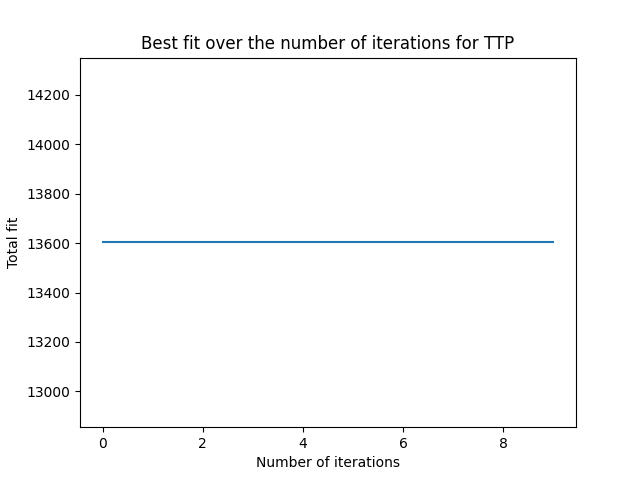 Best fit over the number of iterations for TTP
Total fit
14200
14000
13800
13600
13400
13200
13000
0 2 4 6 8
Number of iterations